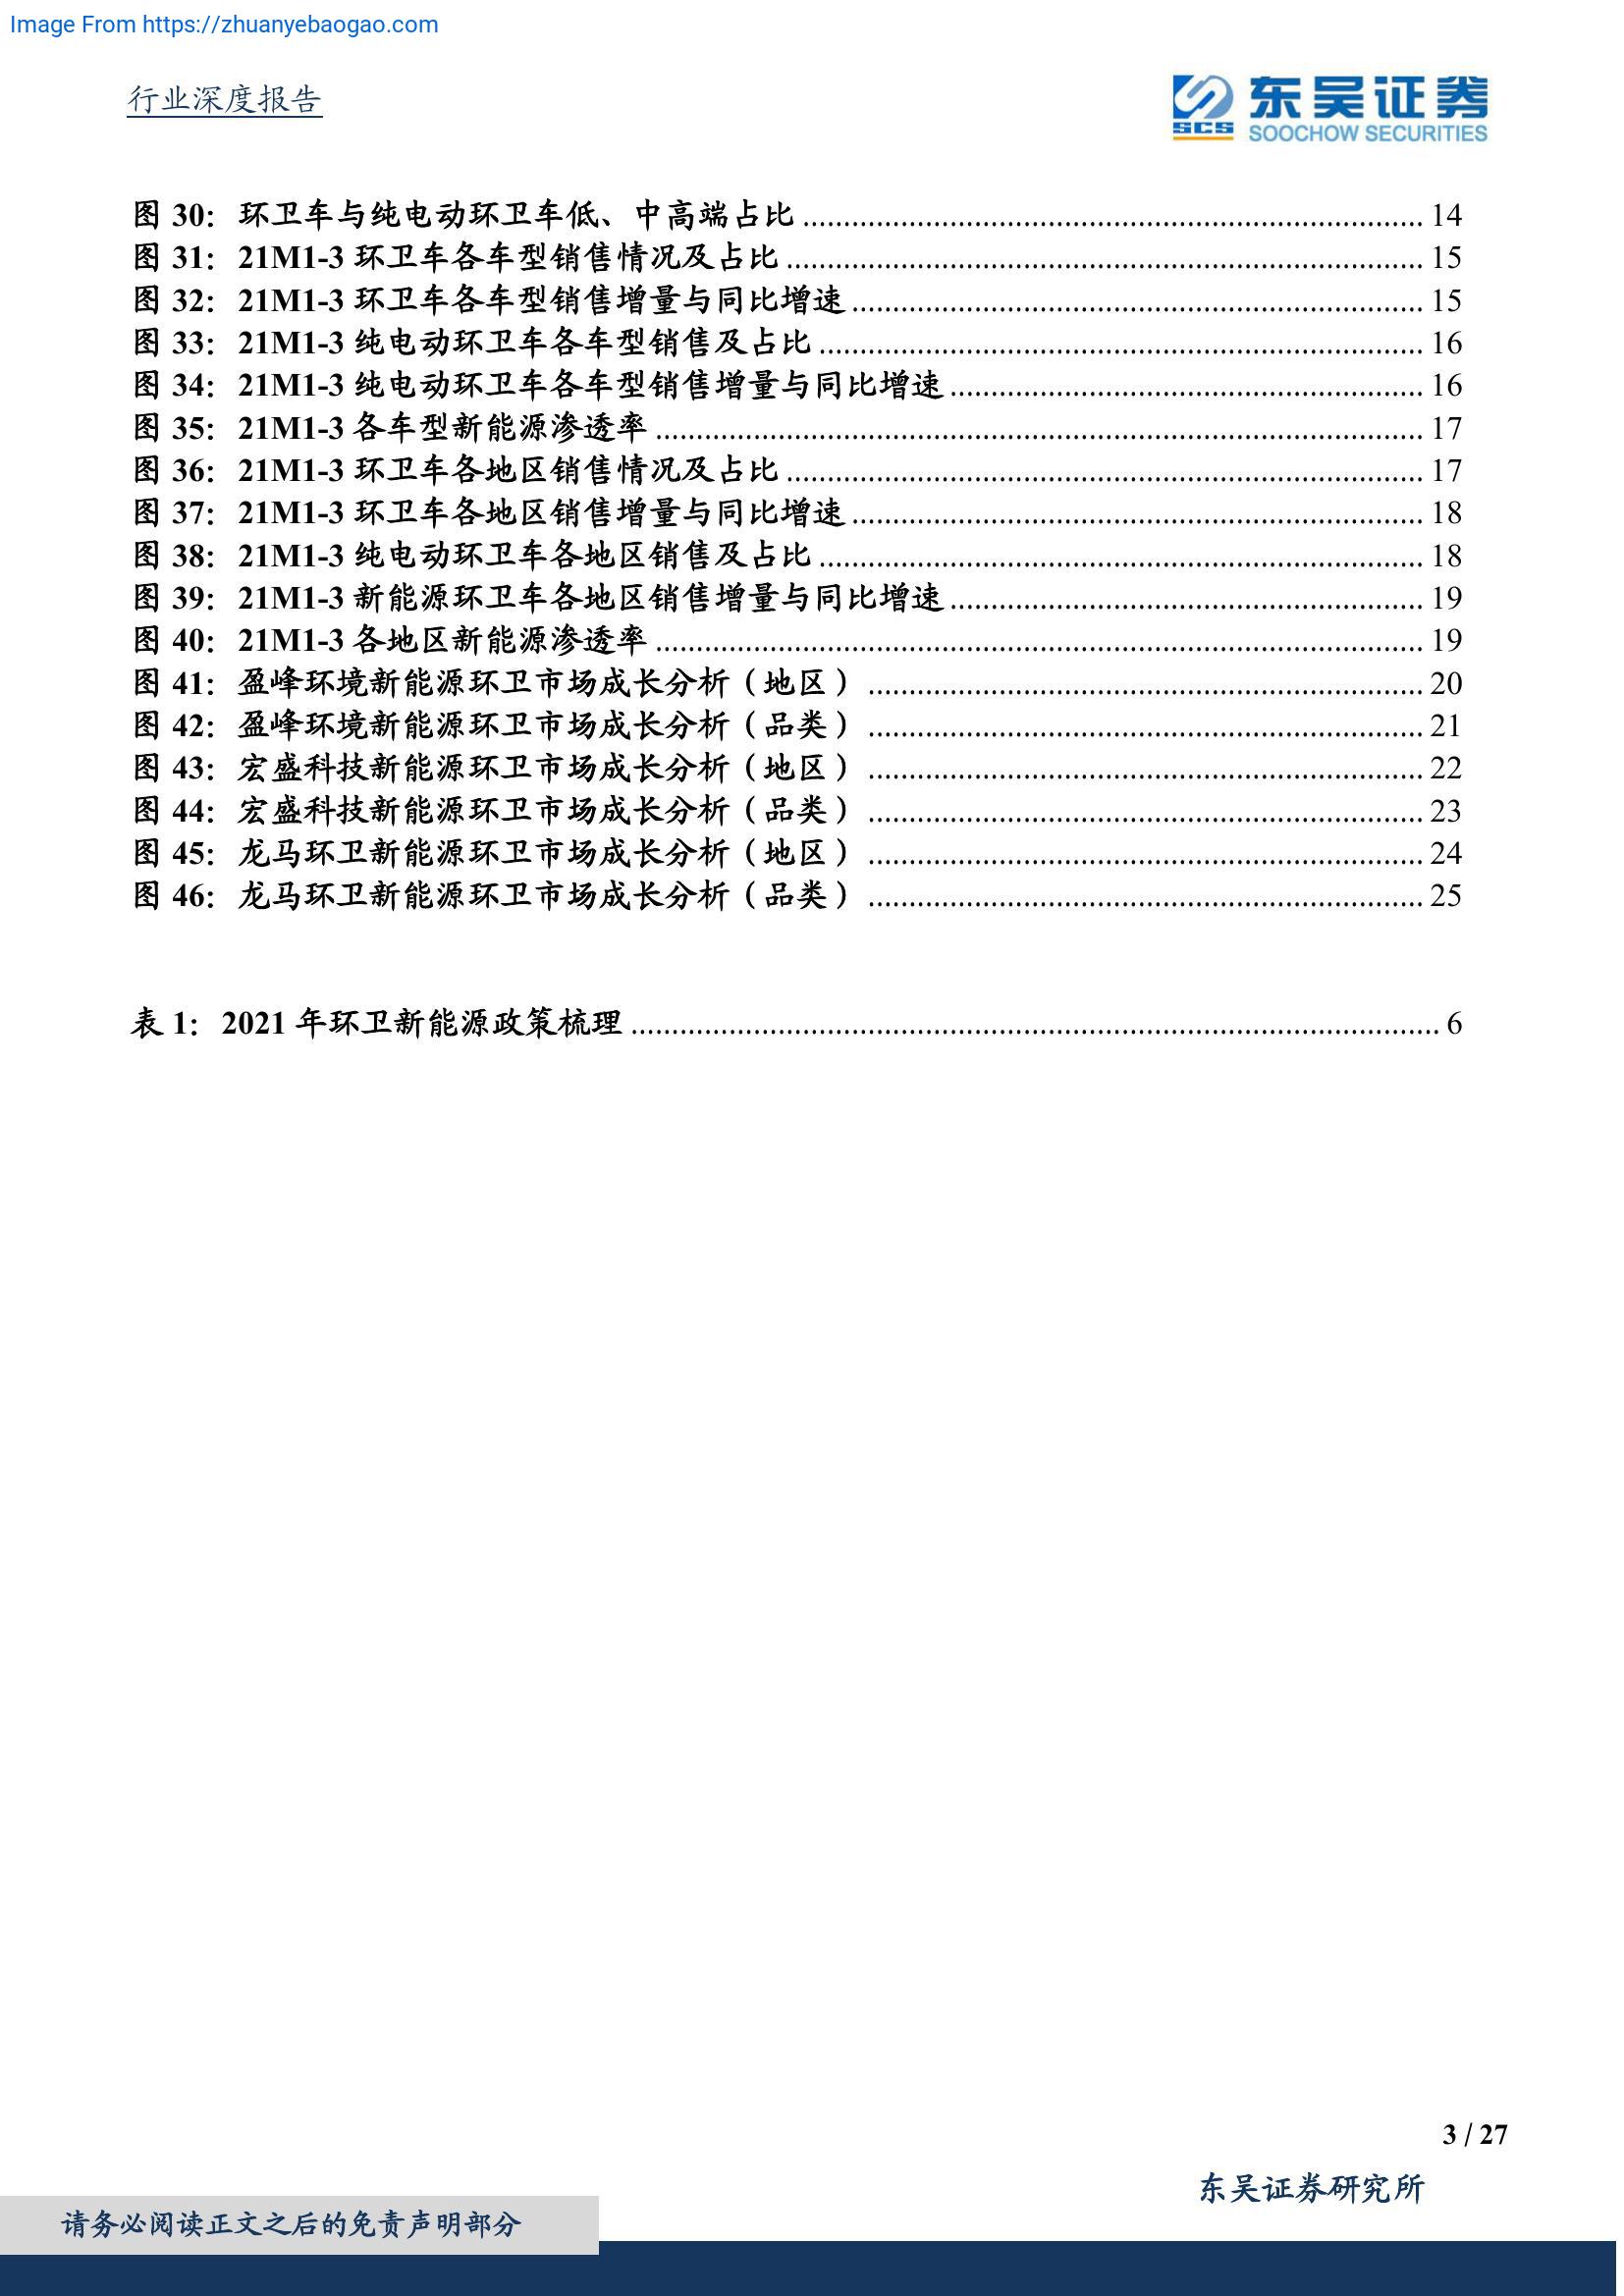 Image From https://zhuanyebaogao.com
行业深度报告
SCS 东吴证券
SOOCHOW SECURITIES
图 30：环卫车与纯电动环卫车低、中高端占比 14
图 31：21M1-3 环卫车各车型销售情况及占比 15
图 32：21M1-3 环卫车各车型销售增量与同比增速 15
图 33：21M1-3 纯电动环卫车各车型销售及占比 16
图 34：21M1-3 纯电动环卫车各车型销售增量与同比增速 16
图 35：21M1-3 各车型新能源渗透率 17
图 36：21M1-3 环卫车各地区销售情况及占比 17
图 37：21M1-3 环卫车各地区销售增量与同比增速 18
图 38：21M1-3 纯电动环卫车各地区销售及占比 18
图 39：21M1-3 新能源环卫车各地区销售增量与同比增速 19
图 40：21M1-3 各地区新能源渗透率 19
图 41：盈峰环境新能源环卫市场成长分析（地区） 20
图 42：盈峰环境新能源环卫市场成长分析（品类） 21
图 43：宏盛科技新能源环卫市场成长分析（地区） 22
图 44：宏盛科技新能源环卫市场成长分析（品类） 23
图 45：龙马环卫新能源环卫市场成长分析（地区） 24
图 46：龙马环卫新能源环卫市场成长分析（品类） 25
表 1：2021 年环卫新能源政策梳理 6
3 / 27
东吴证券研究所
请务必阅读正文之后的免责声明部分